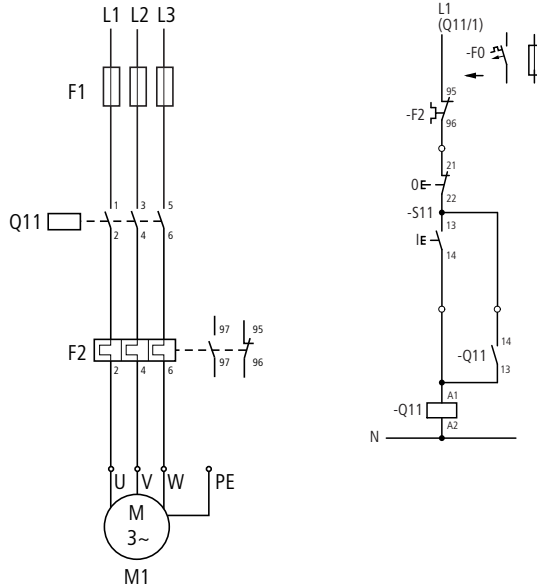 L1 L2 L3
F1
Q11
1 3 5
2 4 6
F2
97 95
97 96
2 4 6
U V W PE
M
3~
M1
L1
(Q11/1)
-F0
95
-F2
96
21
0E
22
-S11
13
IE
14
14
-Q11
13
A1
-Q11
A2
N